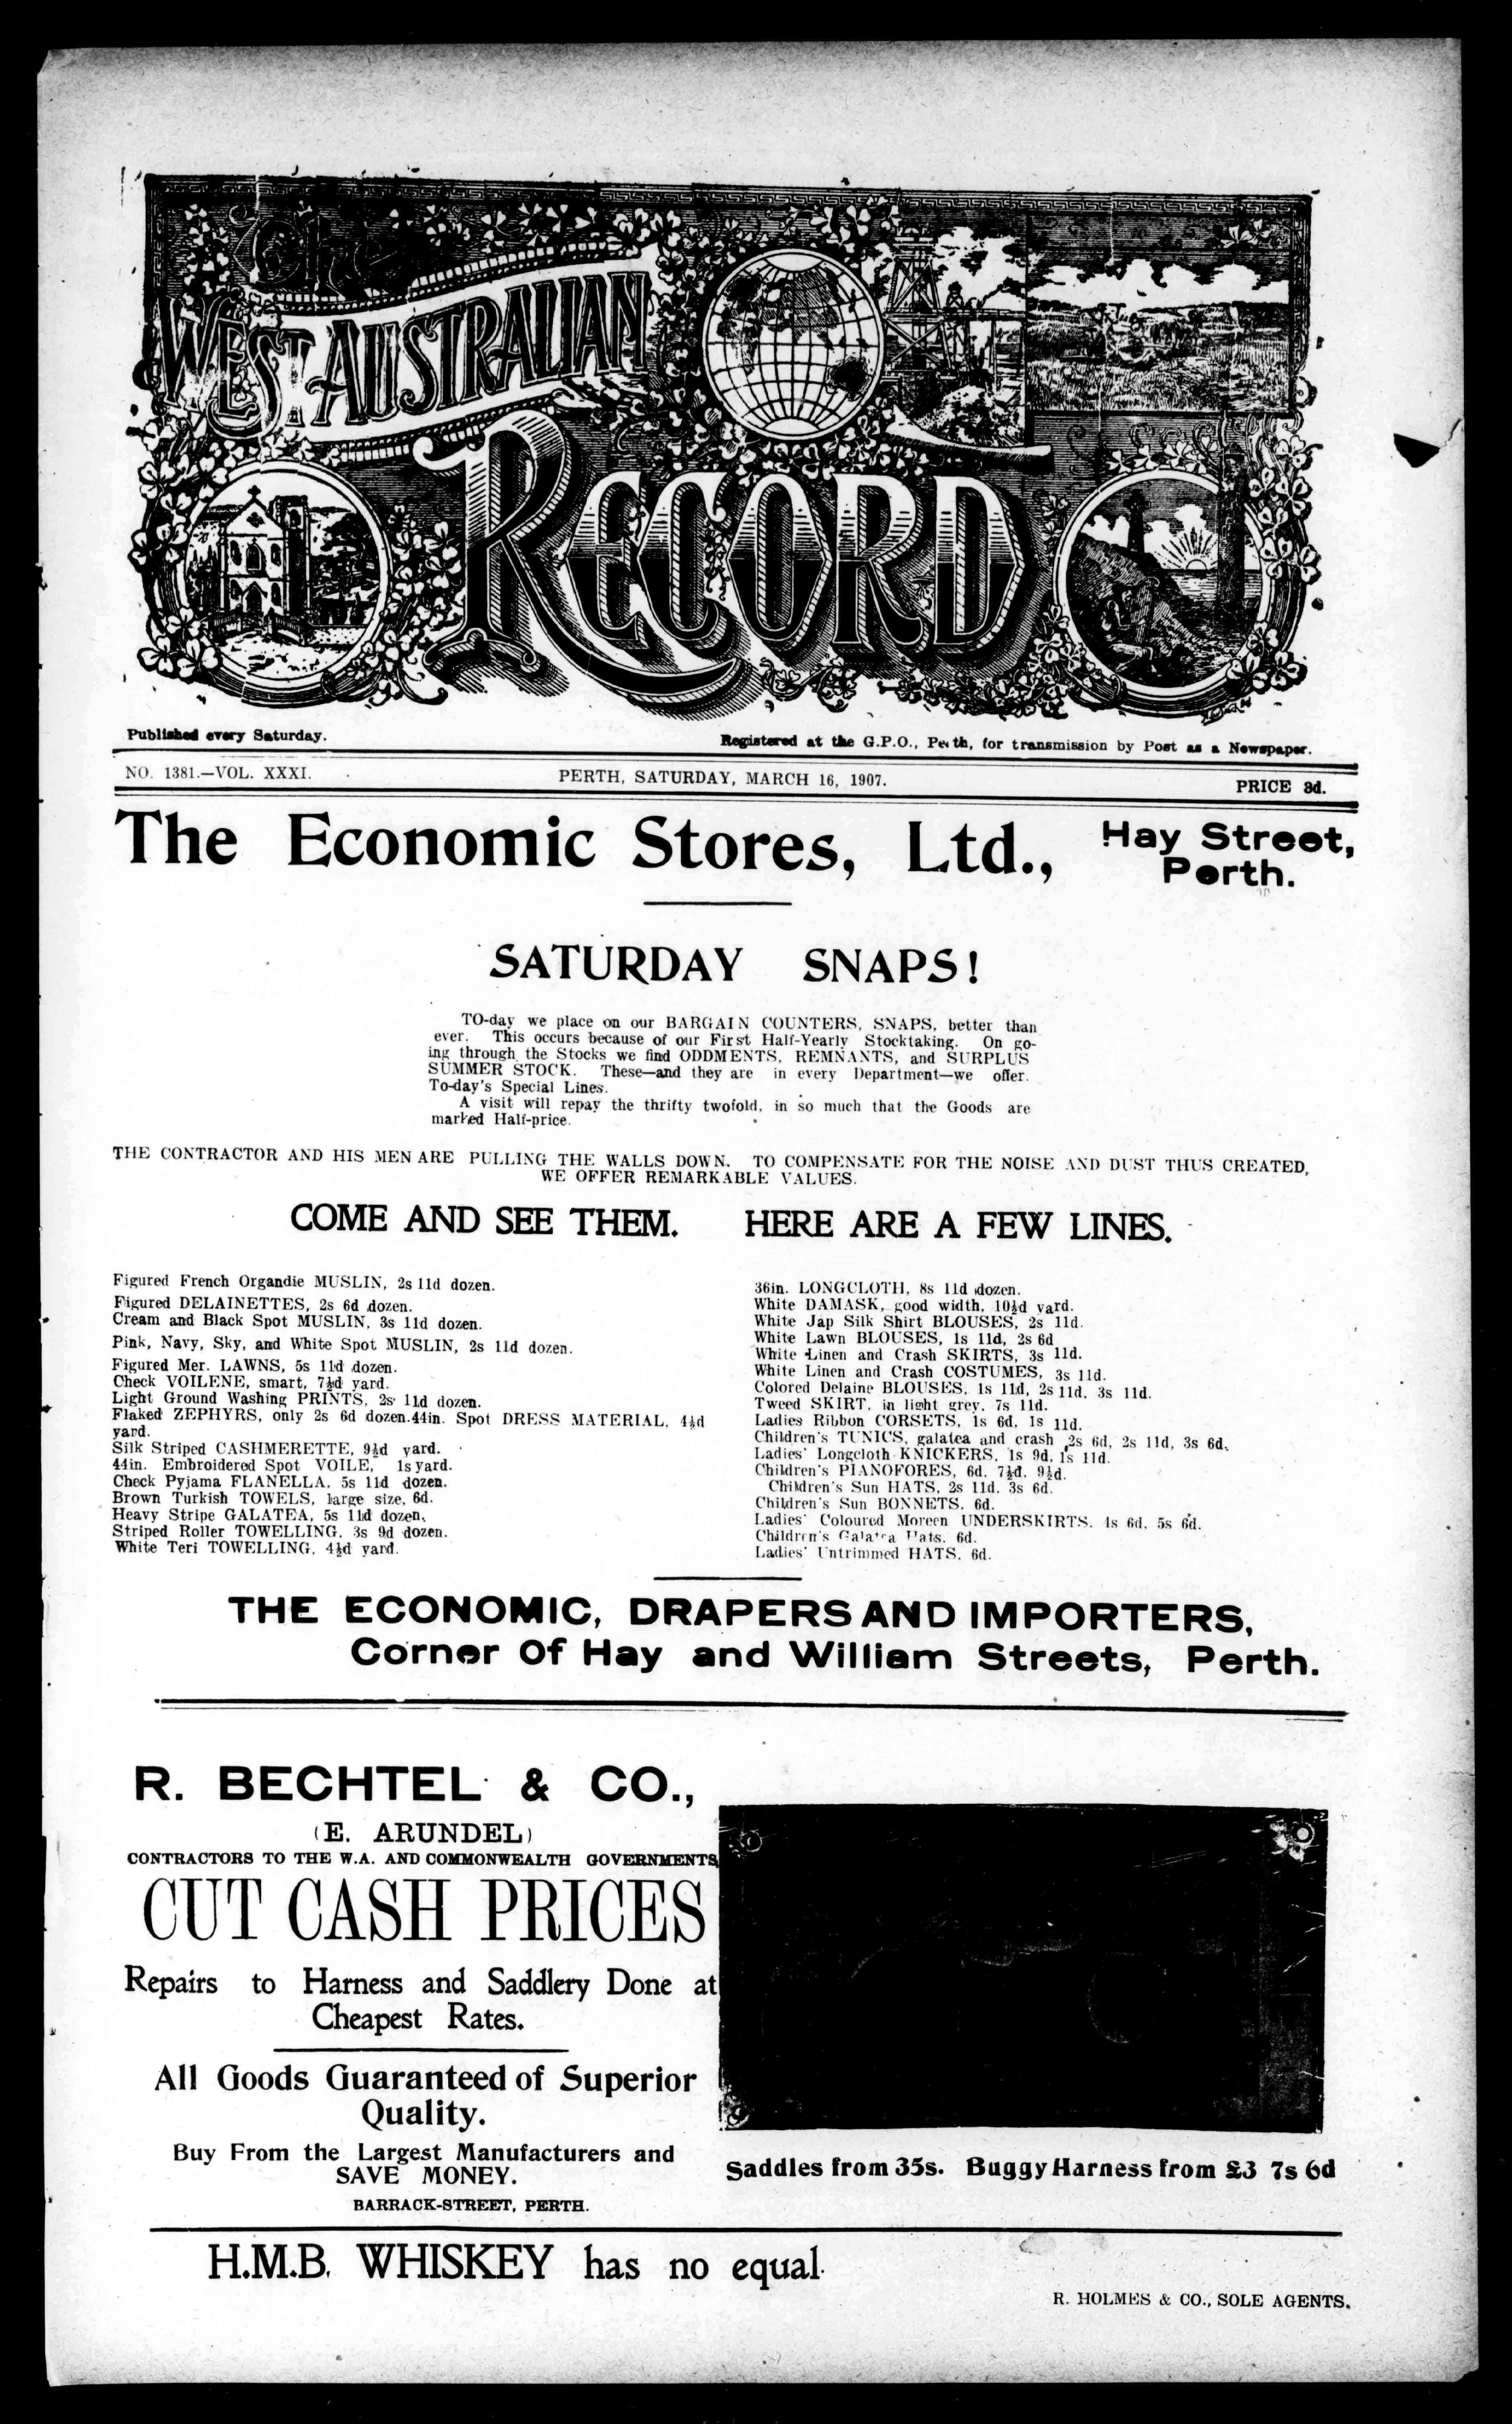 The
WEST AUSTRALIAN
RECORD
Published every Saturday.
Registered at the G.P.O., Perth, for transmission by Post as a Newspaper.
NO. 1381.—VOL. XXXI.
PERTH, SATURDAY, MARCH 16, 1907.
PRICE 3d.
The Economic Stores, Ltd., Hay Street,
Perth.
SATURDAY SNAPS!
TO-day we place on our BARGAIN COUNTERS, SNAPS, better than
ever. This occurs because of our First Half-Yearly Stocktaking. On go-
ing through the Stocks we find ODDMENTS, REMNANTS, and SURPLUS
SUMMER STOCK. These—and they are in every Department—we offer.
To-day's Special Lines.
A visit will repay the thrifty twofold, in so much that the Goods are
marked Half-price.
THE CONTRACTOR AND HIS MEN ARE PULLING THE WALLS DOWN. TO COMPENSATE FOR THE NOISE AND DUST THUS CREATED,
WE OFFER REMARKABLE VALUES.
COME AND SEE THEM. HERE ARE A FEW LINES.
Figured French Organdie MUSLIN, 2s 11d dozen.
Figured DELAINETTES, 2s 6d dozen.
Cream and Black Spot MUSLIN, 3s 11d dozen.
Pink, Navy, Sky, and White Spot MUSLIN, 2s 11d dozen.
Figured Mer. LAWNS, 5s 11d dozen.
Check VOILENE, smart, 7½d yard.
Light Ground Washing PRINTS, 2s 11d dozen.
Flaked ZEPHYRS, only 2s 6d dozen.44in. Spot DRESS MATERIAL, 4½d
yard.
Silk Striped CASHMERETTE, 9½d yard.
44in. Embroidered Spot VOILE, 1s yard.
Check Pyjama FLANELLA, 5s 11d dozen.
Brown Turkish TOWELS, large size, 6d.
Heavy Stripe GALATEA, 5s 11d dozen,
Striped Roller TOWELLING, 3s 9d dozen.
White Teri TOWELLING, 4½d yard.
36in. LONGCLOTH, 8s 11d dozen.
White DAMASK, good width, 10½d yard.
White Jap Silk Shirt BLOUSES, 2s 11d.
White Lawn BLOUSES, 1s 11d, 2s 6d
White Linen and Crash SKIRTS, 3s 11d.
White Linen and Crash COSTUMES, 3s 11d.
Colored Delaine BLOUSES, 1s 11d, 2s 11d, 3s 11d.
Tweed SKIRT, in light grey, 7s 11d.
Ladies Ribbon CORSETS, 1s 6d, 1s 11d.
Children's TUNICS, galatea and crash 2s 6d, 2s 11d, 3s 6d.
Ladies' Longcloth KNICKERS, 1s 9d, 1s 11d.
Children's PIANOFORES, 6d, 7½d, 9½d.
Children's Sun HATS, 2s 11d, 3s 6d.
Children's Sun BONNETS, 6d.
Ladies' Coloured Moreen UNDERSKIRTS, 4s 6d, 5s 6d.
Children's Galatea Hats, 6d.
Ladies' Untrimmed HATS, 6d.
THE ECONOMIC, DRAPERS AND IMPORTERS,
Corner Of Hay and William Streets, Perth.
R. BECHTEL & CO.,
(E. ARUNDEL)
CONTRACTORS TO THE W.A. AND COMMONWEALTH GOVERNMENTS,
CUT CASH PRICES
Repairs to Harness and Saddlery Done at
Cheapest Rates.
All Goods Guaranteed of Superior
Quality.
Buy From the Largest Manufacturers and
SAVE MONEY.
BARRACK-STREET, PERTH.
Saddles from 35s. Buggy Harness from £3 7s 6d
H.M.B. WHISKEY has no equal.
R. HOLMES & CO., SOLE AGENTS.